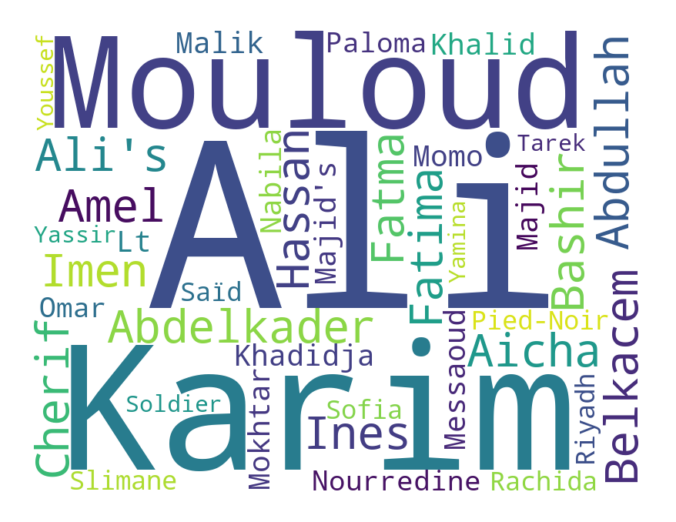 Youssef
Mouloud
Malik
Paloma
Khalid
Abdullah
Ali's
Amel
Yassir
Lt
Imen
Omar
Saïd
Ali
Nabila
Hassan
Majid's
Fatma
Momo
Fatima
Yamina
Tarek
Majid
Bashir
Abdelkader
Pied-Noir
Belkacem
Cherif
Karim
Khadidja
Messaoud
Aicha
Soldier
Mokhtar
Sofia
Ines
Riyadh
Slimane
Nourredine
Rachida